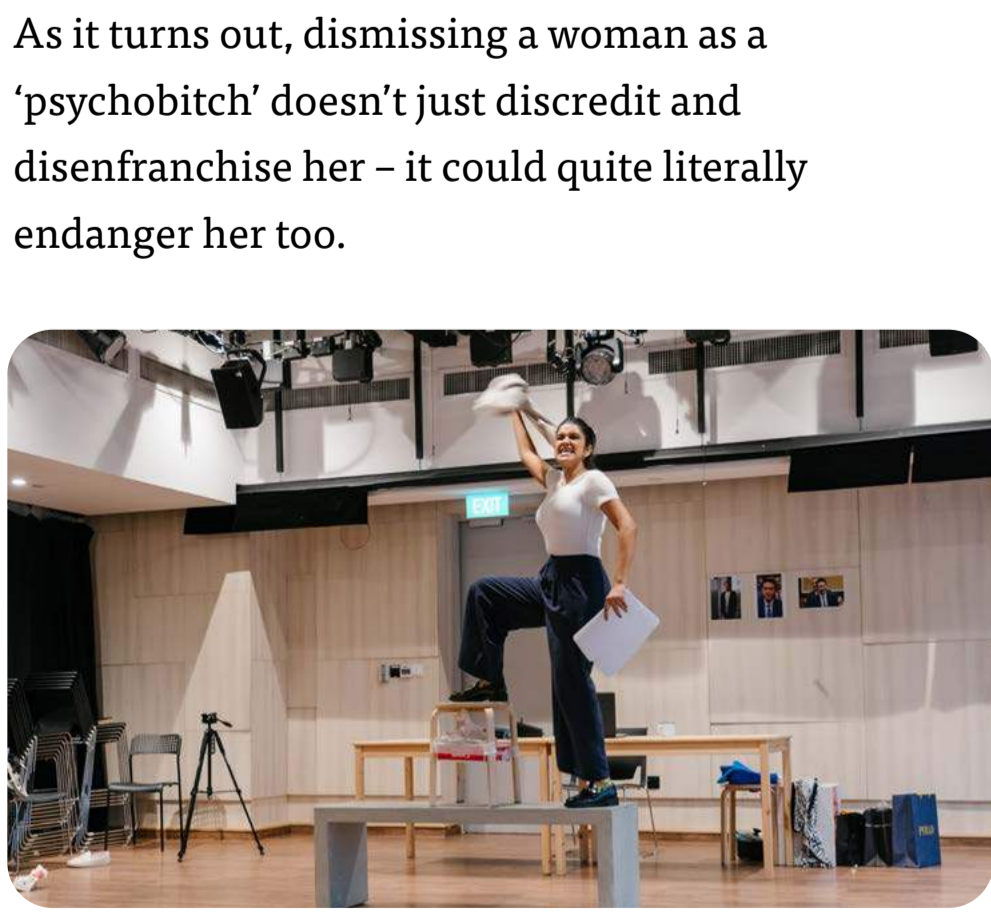 As it turns out, dismissing a woman as a
‘psychobitch’ doesn’t just discredit and
disenfranchise her – it could quite literally
endanger her too.
EXIT